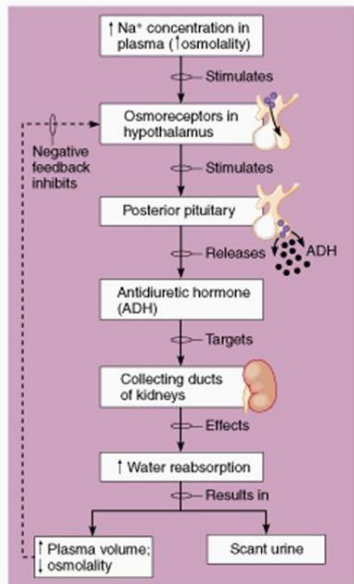 ↑ Na⁺ concentration in
plasma (↑osmolality)
Stimulates
Osmoreceptors in
hypothalamus
Negative
feedback
inhibits
Stimulates
Posterior pituitary
Releases
ADH
Antidiuretic hormone
(ADH)
Targets
Collecting ducts
of kidneys
Effects
↑ Water reabsorption
Results in
↑ Plasma volume;
↓ osmolality
Scant urine